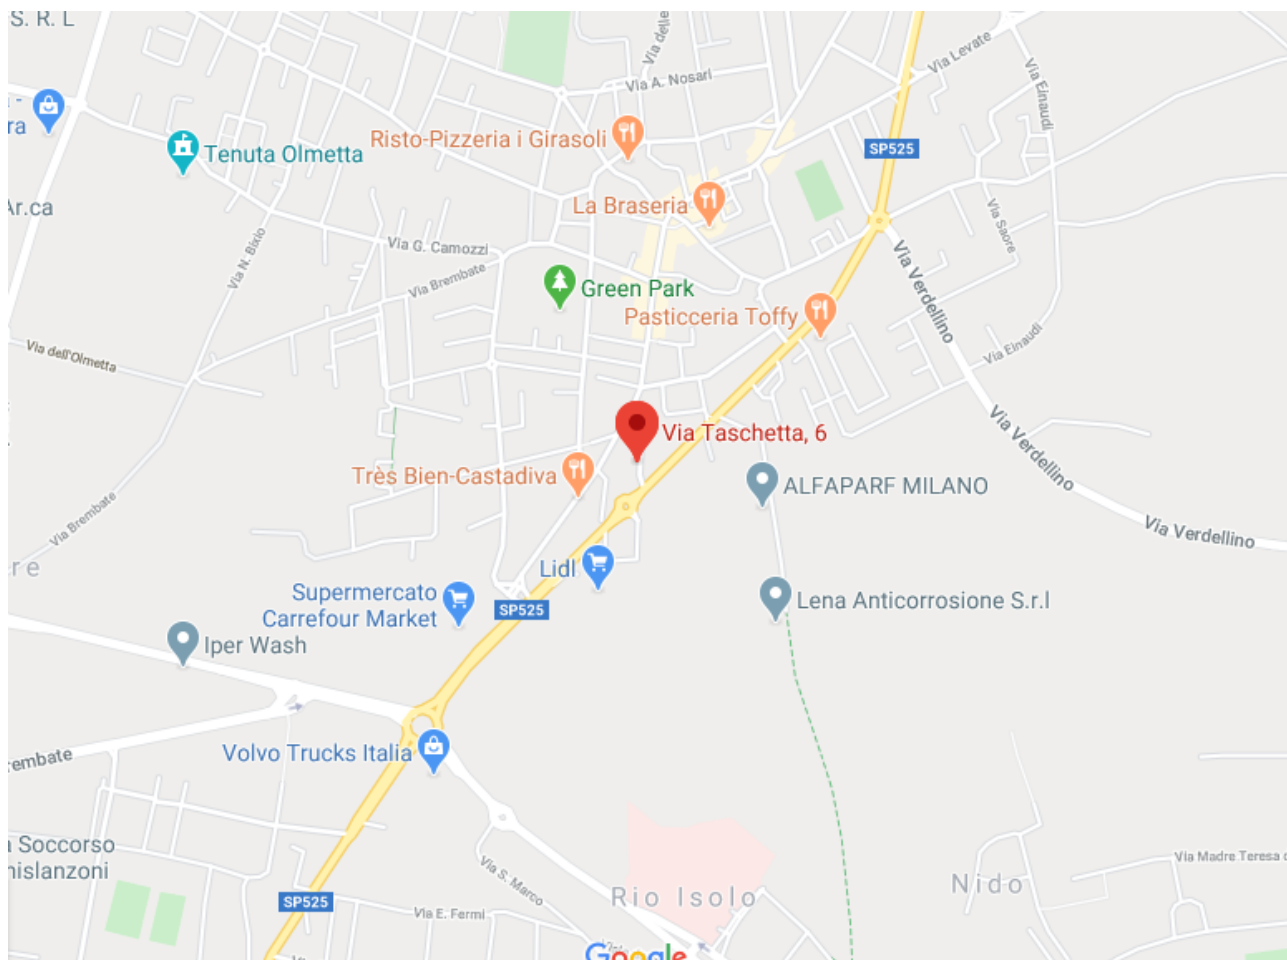 S. R. L
Via delle
Via Levate
Via A. Nosari
Via Einaudi
ra
Risto-Pizzeria i Girasoli
SP525
Tenuta Olmetta
Ar.ca
La Braseria
Via Saore
Via G. Camozzi
Via N. Bixio
Via Brembate
Via Verdellino
Green Park
Pasticceria Toffy
Via dell'Olmetta
Via Einaudi
Via Taschetta, 6
Via Verdellino
Très Bien-Castadiva
ALFAPARF MILANO
Via Brembate
Via Verdellino
re
Lidl
Supermercato
Carrefour Market
SP525
Lena Anticorrosione S.r.l
Iper Wash
Volvo Trucks Italia
rembate
a Soccorso
hislanzoni
Via S. Marco
Via Madre Teresa
Rio Isolo
Nido
SP525
Via E. Fermi
Google